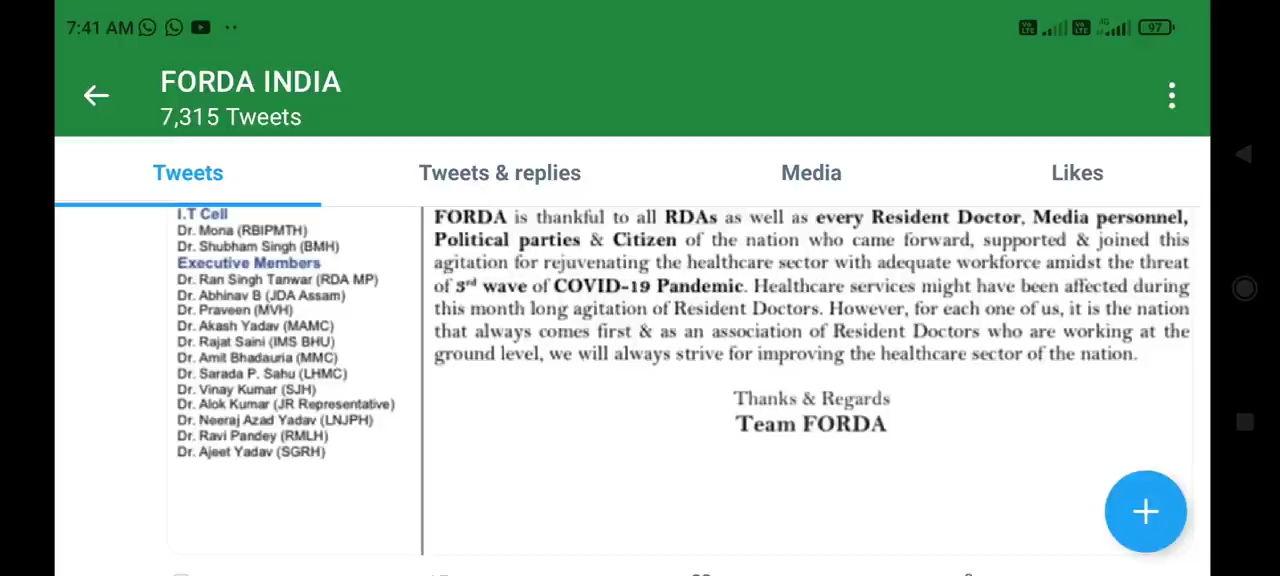 7:41 AM
97
FORDA INDIA
7,315 Tweets
Tweets
Tweets & replies
Media
Likes
I.T Cell
Dr. Mona (RBIPMTH)
Dr. Shubham Singh (BMH)
Executive Members
Dr. Ran Singh Tanwar (RDA MP)
Dr. Abhinav B (JDA Assam)
Dr. Praveen (MVH)
Dr. Akash Yadav (MAMC)
Dr. Rajat Saini (IMS BHU)
Dr. Amit Bhadauria (MMC)
Dr. Sarada P. Sahu (LHMC)
Dr. Vinay Kumar (SJH)
Dr. Alok Kumar (JR Representative)
Dr. Neeraj Azad Yadav (LNJPH)
Dr. Ravi Pandey (RMLH)
Dr. Ajeet Yadav (SGRH)
FORDA is thankful to all RDAs as well as every Resident Doctor, Media personnel,
Political parties & Citizen of the nation who came forward, supported & joined this
agitation for rejuvenating the healthcare sector with adequate workforce amidst the threat
of 3rd wave of COVID-19 Pandemic. Healthcare services might have been affected during
this month long agitation of Resident Doctors. However, for each one of us, it is the nation
that always comes first & as an association of Resident Doctors who are working at the
ground level, we will always strive for improving the healthcare sector of the nation.
Thanks & Regards
Team FORDA